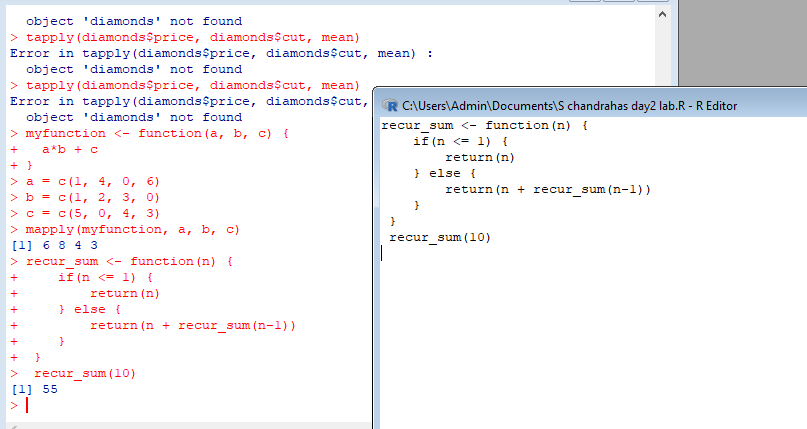 object 'diamonds' not found
> tapply(diamonds$price, diamonds$cut, mean)
Error in tapply(diamonds$price, diamonds$cut, mean) :
  object 'diamonds' not found
> tapply(diamonds$price, diamonds$cut, mean)
Error in tapply(diamonds$price, diamonds$cut,
  object 'diamonds' not found
> myfunction <- function(a, b, c) {
+   a*b + c
+ }
> a = c(1, 4, 0, 6)
> b = c(1, 2, 3, 0)
> c = c(5, 0, 4, 3)
> mapply(myfunction, a, b, c)
[1] 6 8 4 3
> recur_sum <- function(n) {
+     if(n <= 1) {
+         return(n)
+     } else {
+         return(n + recur_sum(n-1))
+     }
+  }
>  recur_sum(10)
[1] 55
>
C:\Users\Admin\Documents\S chandrahas day2 lab.R - R Editor
recur_sum <- function(n) {
    if(n <= 1) {
        return(n)
    } else {
        return(n + recur_sum(n-1))
    }
 }
 recur_sum(10)